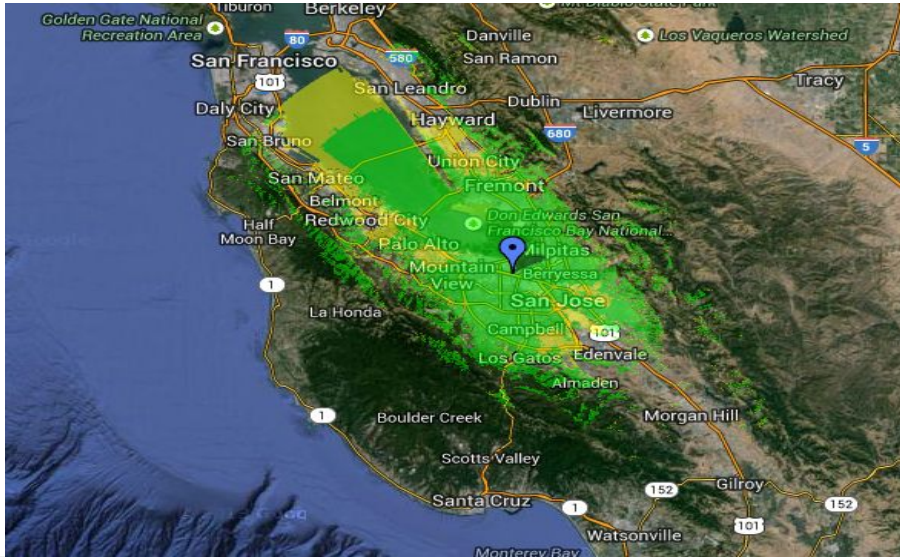 Tiburon
Berkeley
Mt Diablo State Park
Golden Gate National
Recreation Area
80
Danville
Los Vaqueros Watershed
San Francisco
580
San Ramon
101
Tracy
San Leandro
Daly City
Dublin
Livermore
Hayward
680
5
San Bruno
Union City
San Mateo
Fremont
Belmont
Redwood City
Don Edwards San
Francisco Bay National...
Half
Moon Bay
Palo Alto
Milpitas
Mountain
View
Berryessa
1
San Jose
La Honda
Campbell
101
Los Gatos
Edenvale
Almaden
1
Boulder Creek
Morgan Hill
Scotts Valley
Gilroy
152
152
Santa Cruz
1
101
Watsonville
Monterey Bay